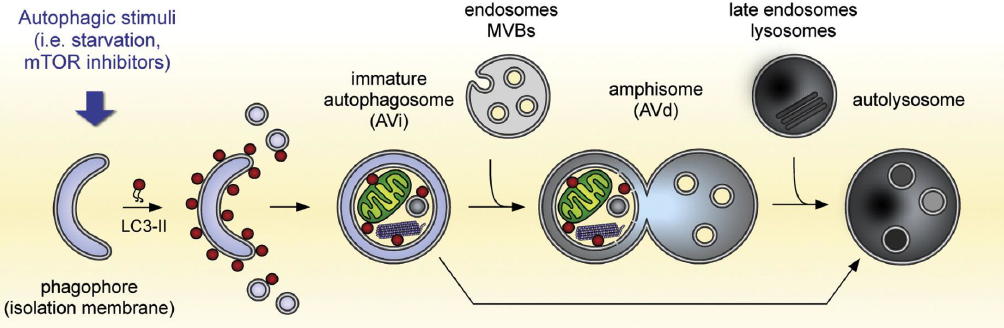 Autophagic stimuli
(i.e. starvation,
mTOR inhibitors)
LC3-II
phagophore
(isolation membrane)
immature
autophagosome
(AVi)
endosomes
MVBs
amphisome
(AVd)
late endosomes
lysosomes
autolysosome